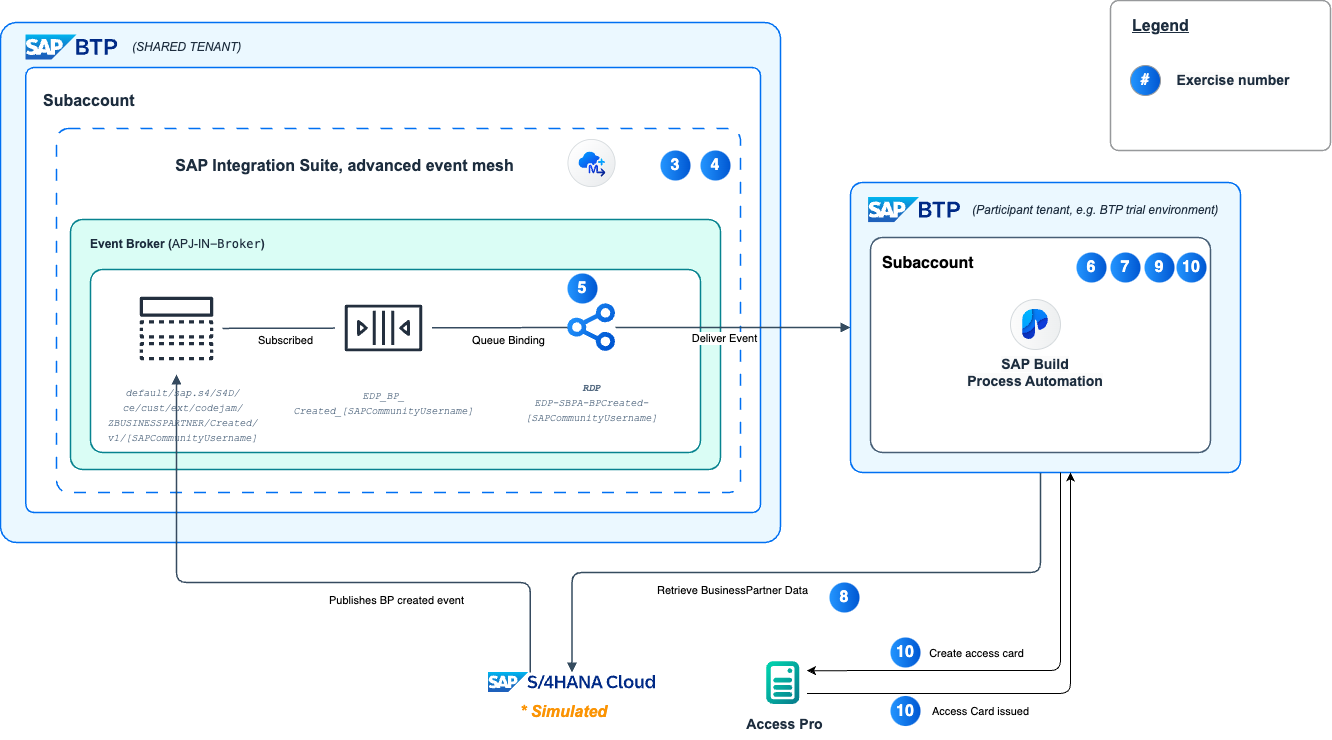 Legend
# Exercise number
SAP BTP (SHARED TENANT)
Subaccount
SAP Integration Suite, advanced event mesh
M
3 4
Event Broker (APJ-IN-Broker)
5
Subscribed
Queue Binding
Deliver Event
default/sap.s4/S4D/
ce/cust/ext/codejam/
ZBUSINESSPARTNER/Created/
v1/[SAPCommunityUsername]
EDP_BP_
Created_[SAPCommunityUsername]
RDP
EDP-SBPA-BPCreated-
[SAPCommunityUsername]
SAP BTP (Participant tenant, e.g. BTP trial environment)
Subaccount
6 7 9 10
SAP Build
Process Automation
Publishes BP created event
Retrieve BusinessPartner Data
8
SAP S/4HANA Cloud
* Simulated
10 Create access card
10 Access Card issued
Access Pro